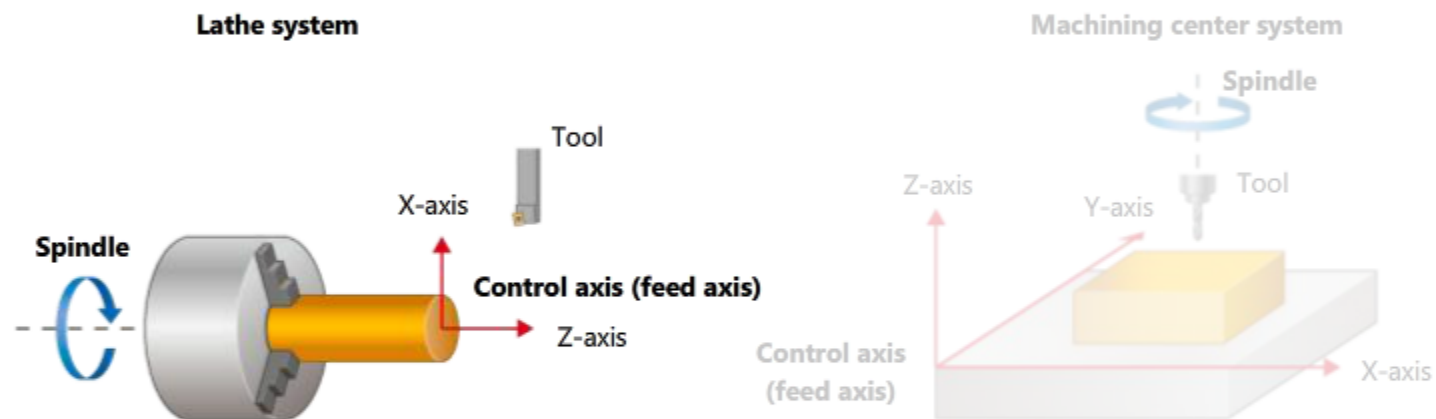 Lathe system
Tool
X-axis
Spindle
Control axis (feed axis)
Z-axis
Machining center system
Spindle
Z-axis
Y-axis
Tool
Control axis
(feed axis)
X-axis